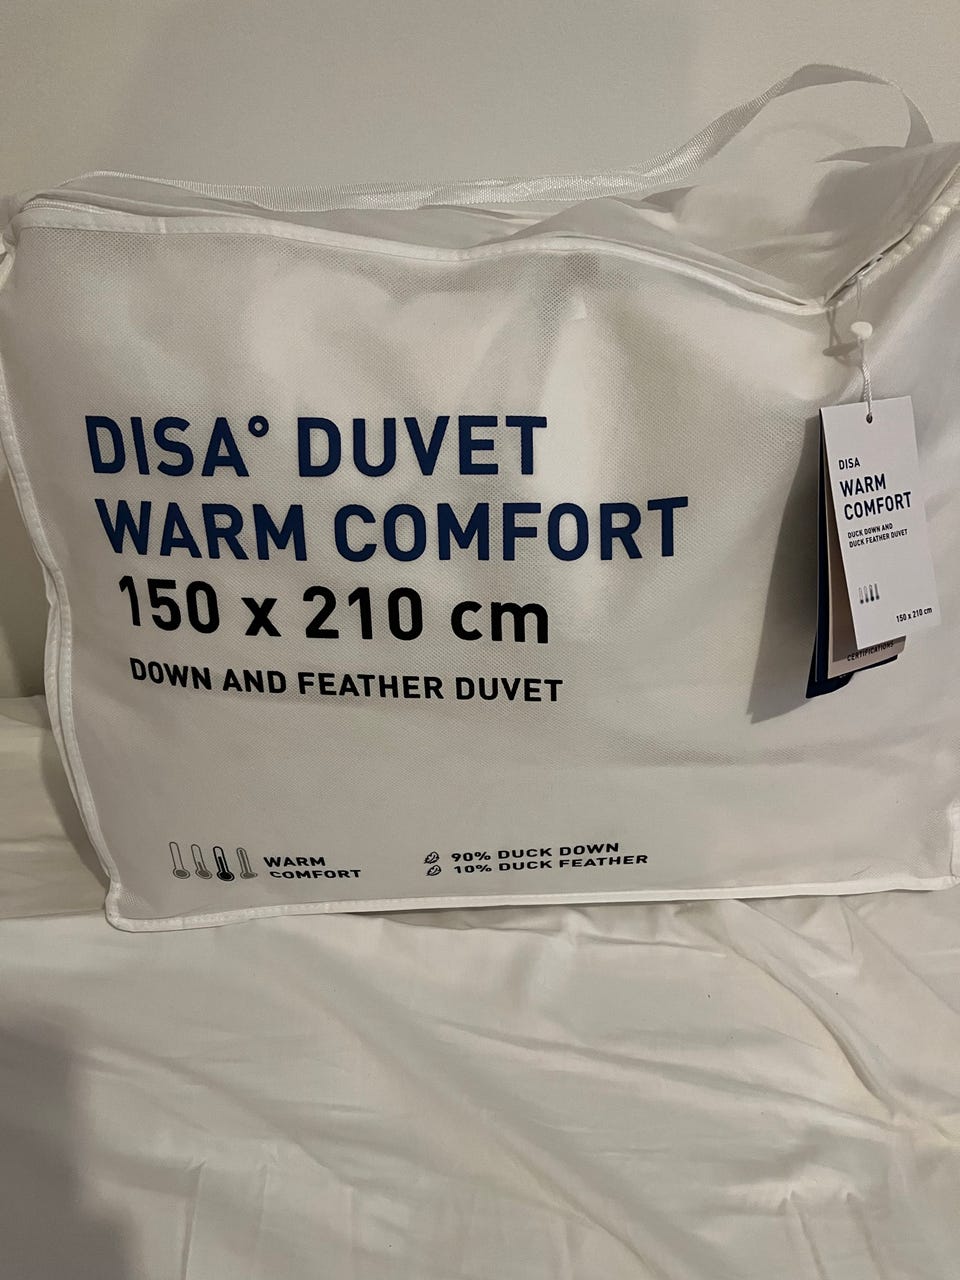 DISA° DUVET
WARM COMFORT
150 x 210 cm
DOWN AND FEATHER DUVET
WARM
COMFORT
90% DUCK DOWN
10% DUCK FEATHER
DISA
WARM
COMFORT
DUCK DOWN AND
DUCK FEATHER DUVET
150 x 210 cm
CERTIFICATIONS